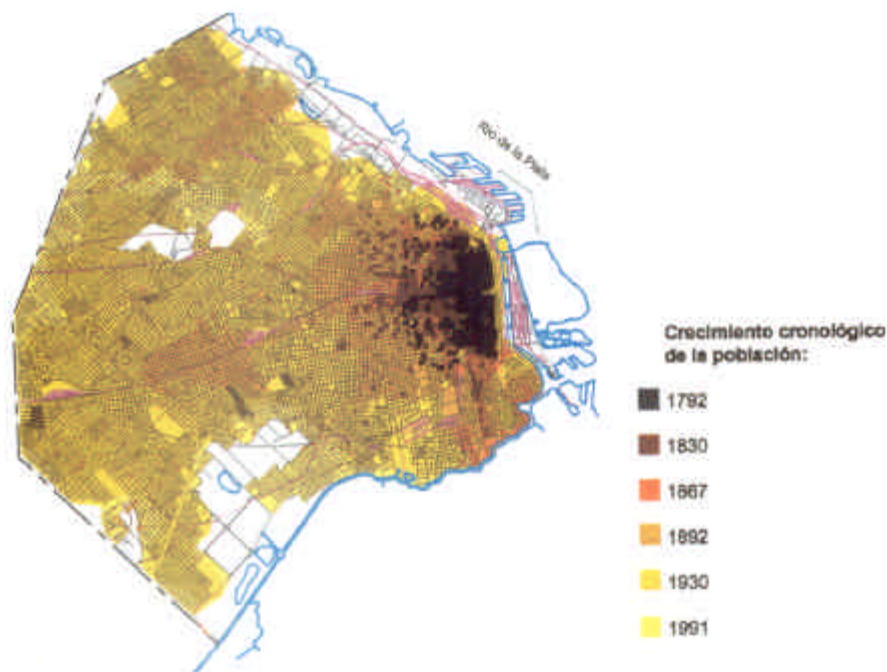 Río de la Plata
Crecimiento cronológico
de la población:
1792
1830
1867
1892
1930
1991